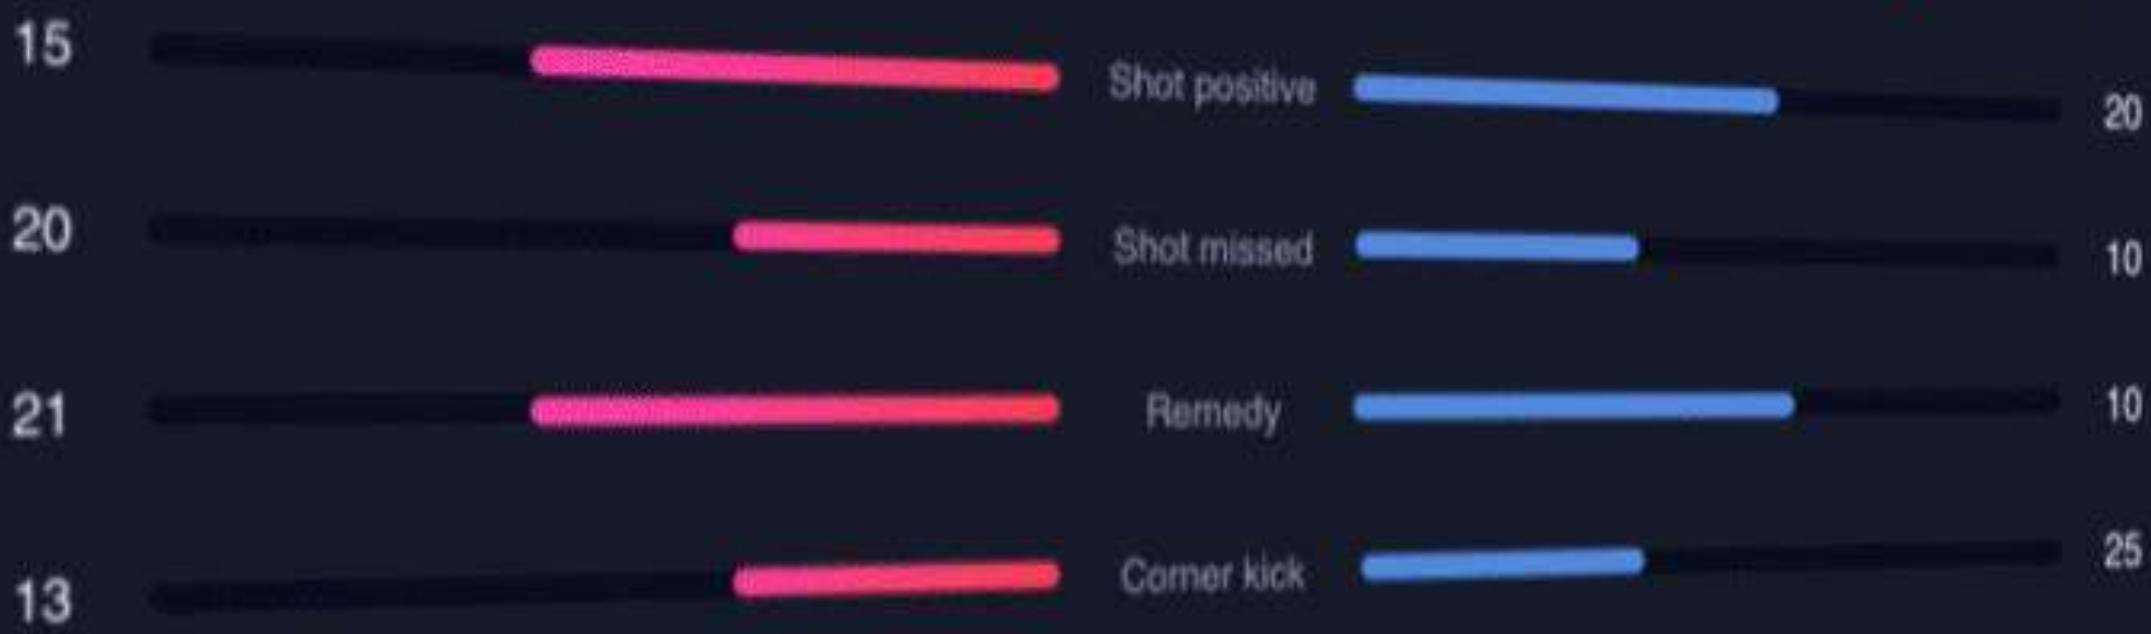 15 Shot positive 20
20 Shot missed 10
21 Remedy 10
13 Corner kick 25